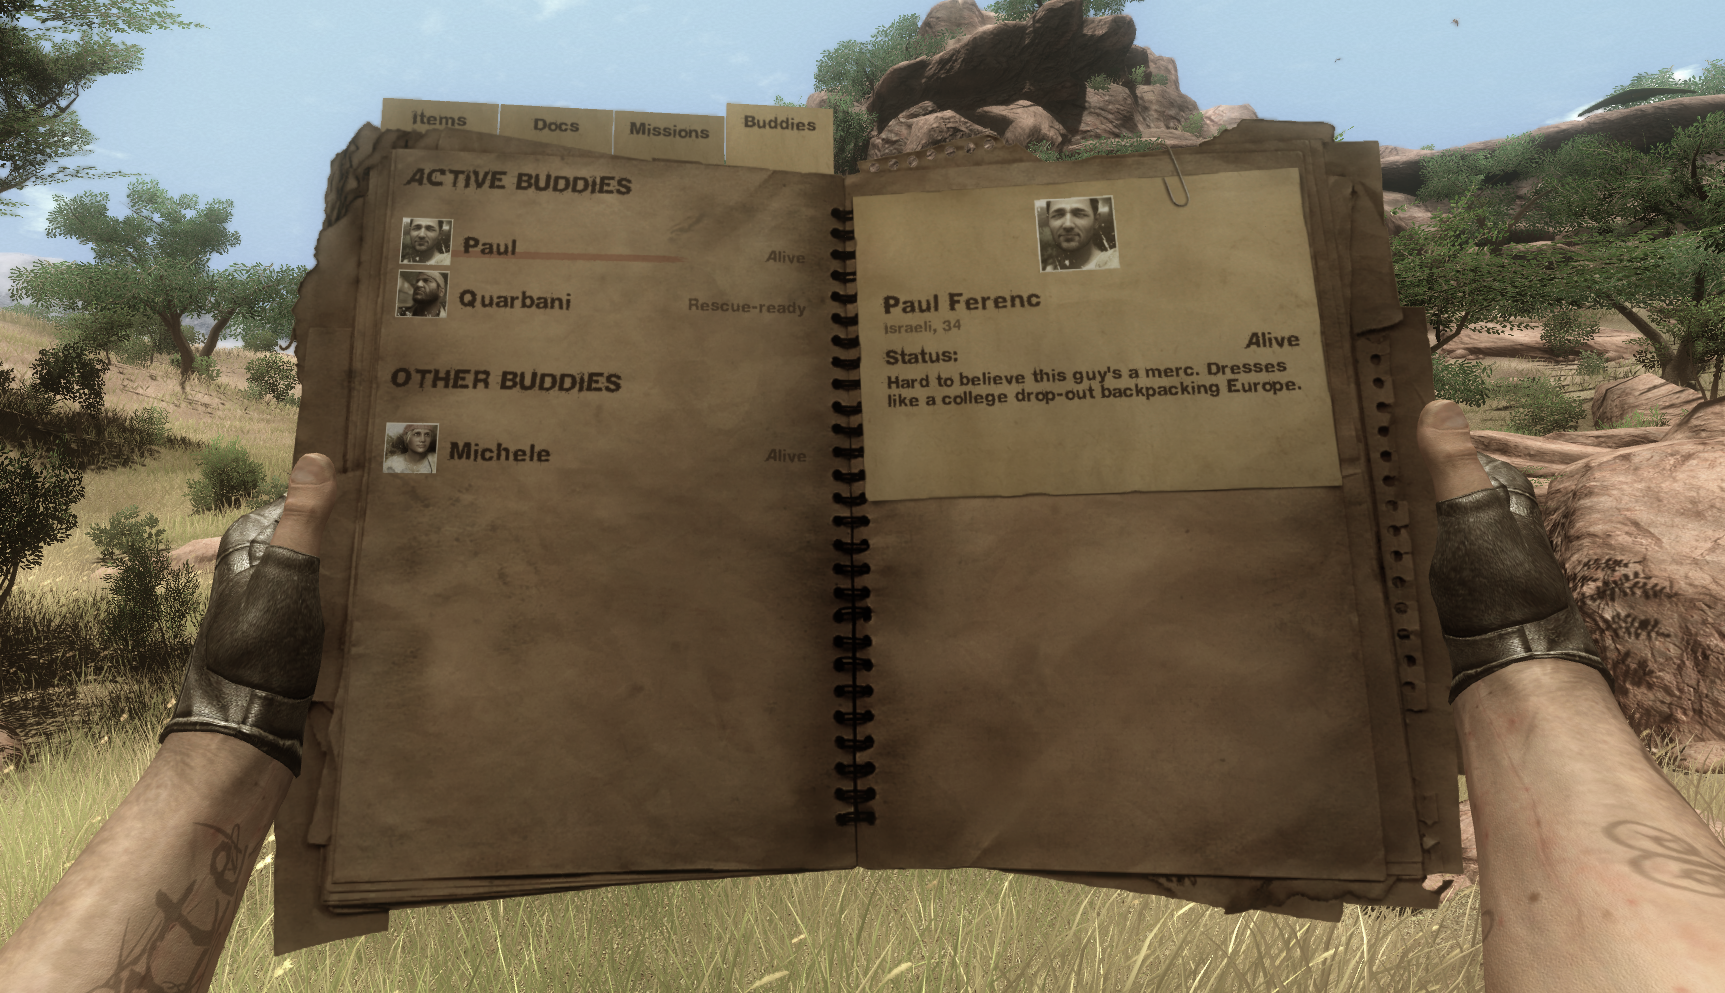 Items
Docs
Missions
Buddies
ACTIVE BUDDIES
Paul
Alive
Quarbani
Rescue-ready
OTHER BUDDIES
Michele
Alive
Paul Ferenc
Israeli, 34
Alive
Status:
Hard to believe this guy's a merc. Dresses
like a college drop-out backpacking Europe.